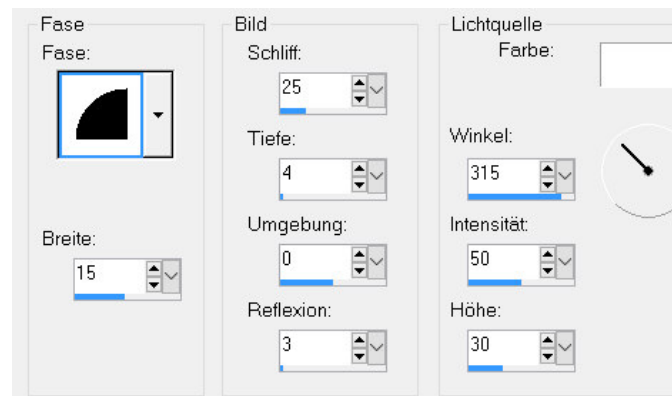 Fase
Fase:
Breite:
15
Bild
Schliff:
25
Tiefe:
4
Umgebung:
0
Reflexion:
3
Lichtquelle
Farbe:
Winkel:
315
Intensität:
50
Höhe:
30